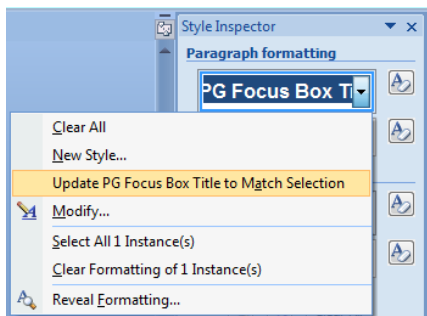 Style Inspector
Paragraph formatting
PG Focus Box T
Clear All
New Style...
Update PG Focus Box Title to Match Selection
Modify...
Select All 1 Instance(s)
Clear Formatting of 1 Instance(s)
Reveal Formatting...